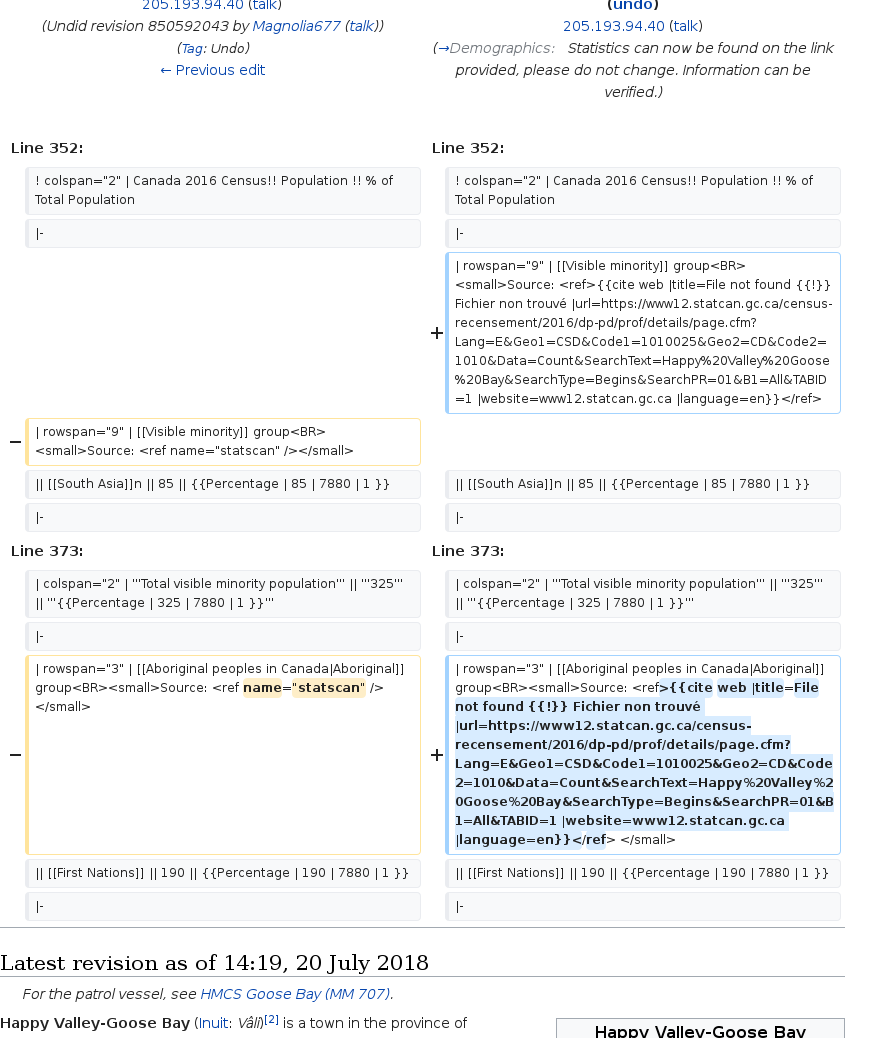 205.193.94.40 (talk)
(Undid revision 850592043 by Magnolia677 (talk))
(Tag: Undo)
← Previous edit
(undo)
205.193.94.40 (talk)
(→Demographics: Statistics can now be found on the link
provided, please do not change. Information can be
verified.)
Line 352:
Line 352:
! colspan="2" | Canada 2016 Census!! Population !! % of
Total Population
! colspan="2" | Canada 2016 Census!! Population !! % of
Total Population
|-
|-
+
| rowspan="9" | [[Visible minority]] group<BR>
<small>Source: <ref>{{cite web |title=File not found {{!}}
Fichier non trouvé |url=https://www12.statcan.gc.ca/census-
recensement/2016/dp-pd/prof/details/page.cfm?
Lang=E&Geo1=CSD&Code1=1010025&Geo2=CD&Code2=
1010&Data=Count&SearchText=Happy%20Valley%20Goose
%20Bay&SearchType=Begins&SearchPR=01&B1=All&TABID
=1 |website=www12.statcan.gc.ca |language=en}}</ref>
−
| rowspan="9" | [[Visible minority]] group<BR>
<small>Source: <ref name="statscan" /></small>
|| [[South Asia]]n || 85 || {{Percentage | 85 | 7880 | 1 }}
|| [[South Asia]]n || 85 || {{Percentage | 85 | 7880 | 1 }}
|-
|-
Line 373:
Line 373:
| colspan="2" | '''Total visible minority population''' || '''325'''
|| '''{{Percentage | 325 | 7880 | 1 }}'''
| colspan="2" | '''Total visible minority population''' || '''325'''
|| '''{{Percentage | 325 | 7880 | 1 }}'''
|-
|-
−
| rowspan="3" | [[Aboriginal peoples in Canada|Aboriginal]]
group<BR><small>Source: <ref name="statscan" />
</small>
+
| rowspan="3" | [[Aboriginal peoples in Canada|Aboriginal]]
group<BR><small>Source: <ref>{{cite web |title=File
not found {{!}} Fichier non trouvé
|url=https://www12.statcan.gc.ca/census-
recensement/2016/dp-pd/prof/details/page.cfm?
Lang=E&Geo1=CSD&Code1=1010025&Geo2=CD&Code
2=1010&Data=Count&SearchText=Happy%20Valley%2
0Goose%20Bay&SearchType=Begins&SearchPR=01&B
1=All&TABID=1 |website=www12.statcan.gc.ca
|language=en}}</ref> </small>
|| [[First Nations]] || 190 || {{Percentage | 190 | 7880 | 1 }}
|| [[First Nations]] || 190 || {{Percentage | 190 | 7880 | 1 }}
|-
|-
Latest revision as of 14:19, 20 July 2018
For the patrol vessel, see HMCS Goose Bay (MM 707).
Happy Valley-Goose Bay (Inuit: Vâli)[2] is a town in the province of
Happy Valley-Goose Bay